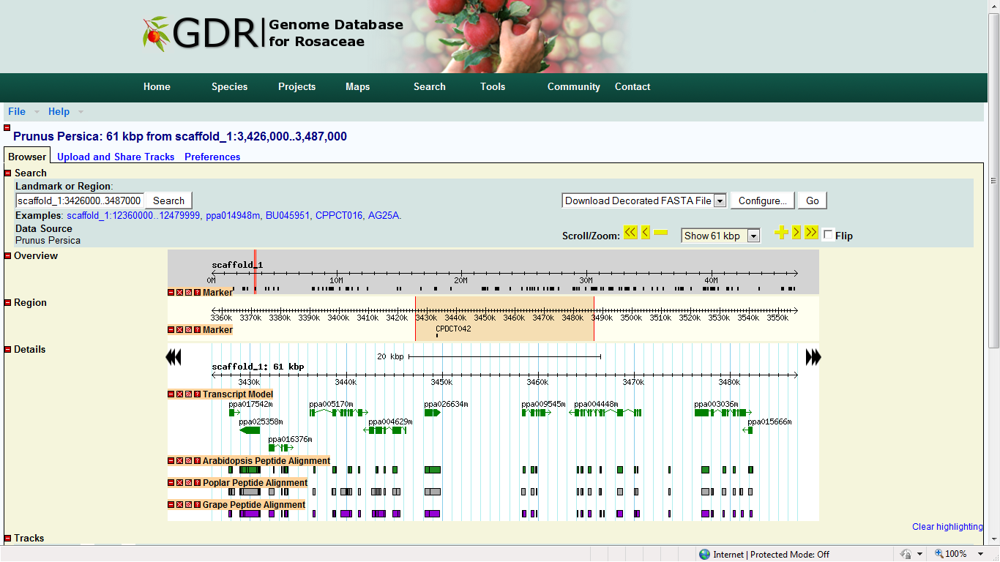 GDR Genome Database
for Rosaceae
Home Species Projects Maps Search Tools Community Contact
File Help
Prunus Persica: 61 kbp from scaffold_1:3,426,000..3,487,000
Browser Upload and Share Tracks Preferences
Search
Landmark or Region:
scaffold_1:3426000..3487000 Search Download Decorated FASTA File Configure... Go
Examples: scaffold_1:12360000..12479999, ppa014948m, BU045951, CPPCT016, AG25A.
Data Source
Prunus Persica
Scroll/Zoom: << < Show 61 kbp > >> Flip
Overview
scaffold_1
0M 10M 20M 30M 40M
Marker
Region
3360k 3370k 3380k 3390k 3400k 3410k 3420k 3430k 3440k 3450k 3460k 3470k 3480k 3490k 3500k 3510k 3520k 3530k 3540k 3550k
Marker
CPDCT042
Details
20 kbp
scaffold_1: 61 kbp
3430k 3440k 3450k 3460k 3470k 3480k
Transcript Model
ppa017542m ppa005170m ppa026634m ppa009545m ppa004448m ppa003036m
ppa025358m ppa004629m ppa015666m
ppa016376m
Arabidopsis Peptide Alignment
Poplar Peptide Alignment
Grape Peptide Alignment
Clear highlighting
Tracks
Internet | Protected Mode: Off 100%